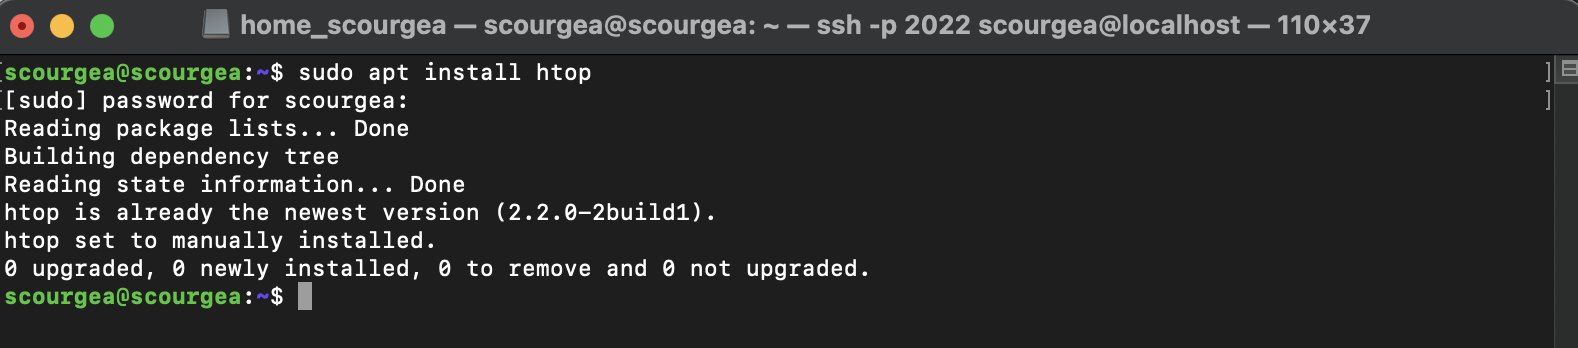 home_scourgea — scourgea@scourgea: ~ — ssh -p 2022 scourgea@localhost — 110×37
[scourgea@scourgea:~$ sudo apt install htop ]
[[sudo] password for scourgea: ]
Reading package lists... Done
Building dependency tree
Reading state information... Done
htop is already the newest version (2.2.0-2build1).
htop set to manually installed.
0 upgraded, 0 newly installed, 0 to remove and 0 not upgraded.
scourgea@scourgea:~$